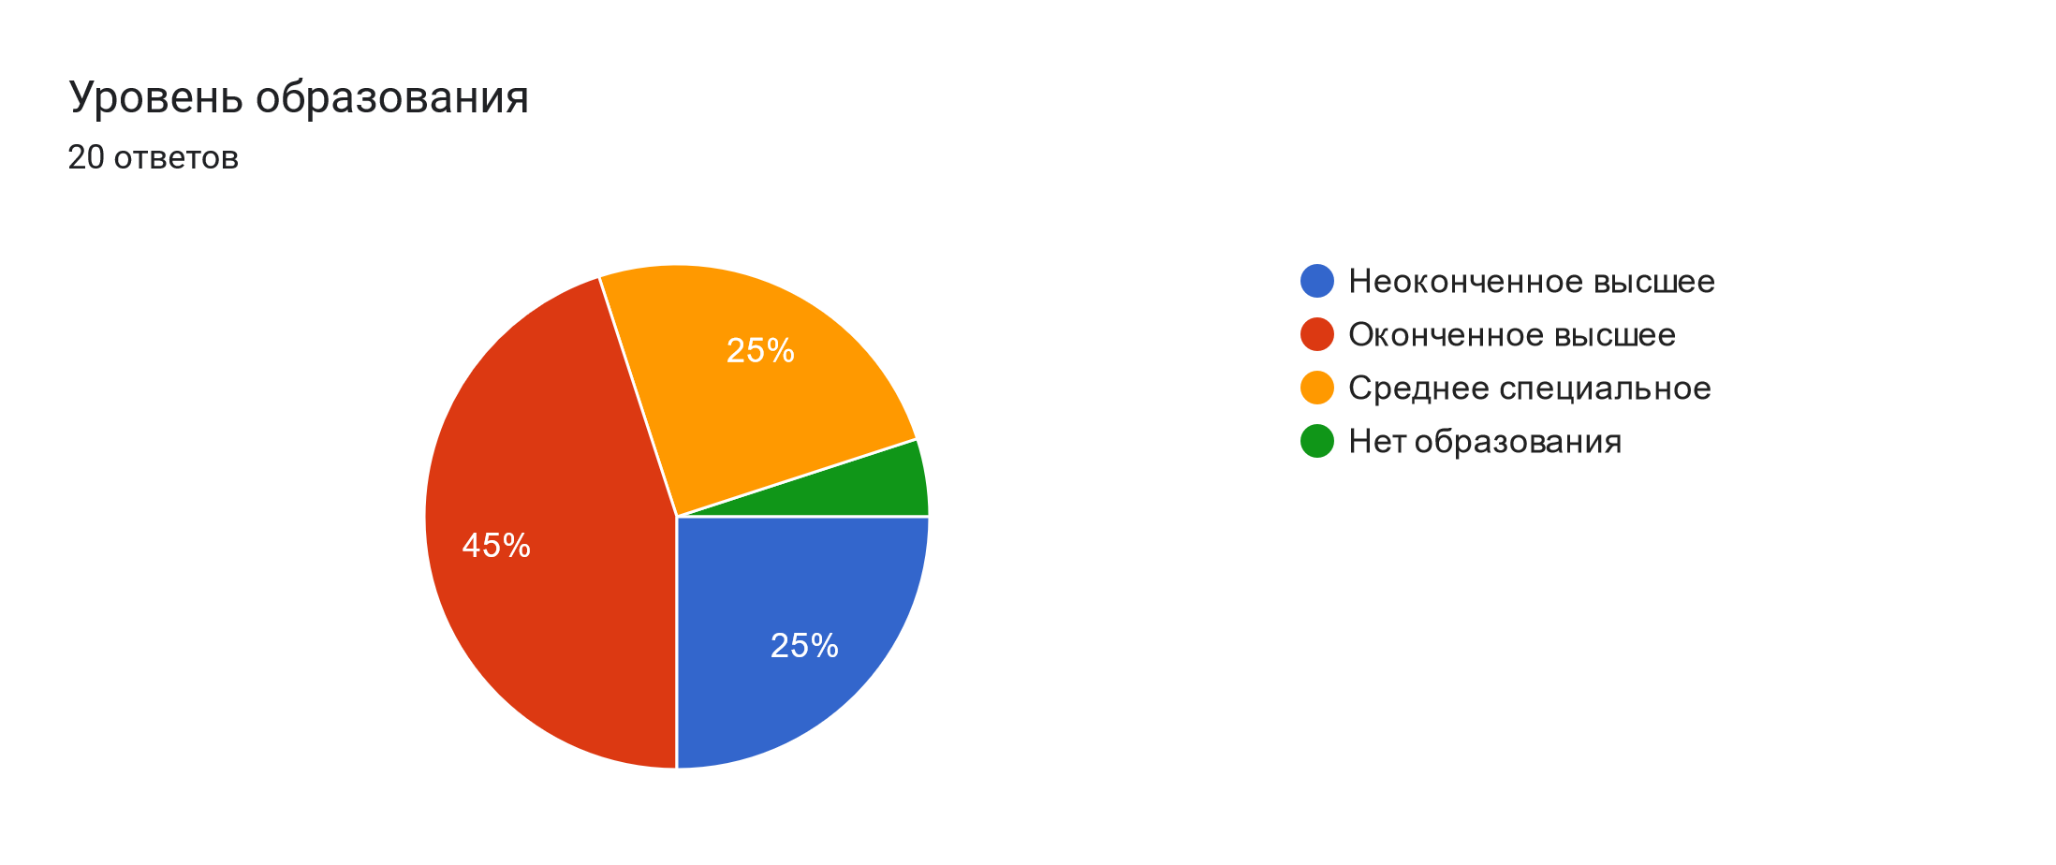 Уровень образования
20 ответов
25%
45%
25%
Неоконченное высшее
Оконченное высшее
Среднее специальное
Нет образования